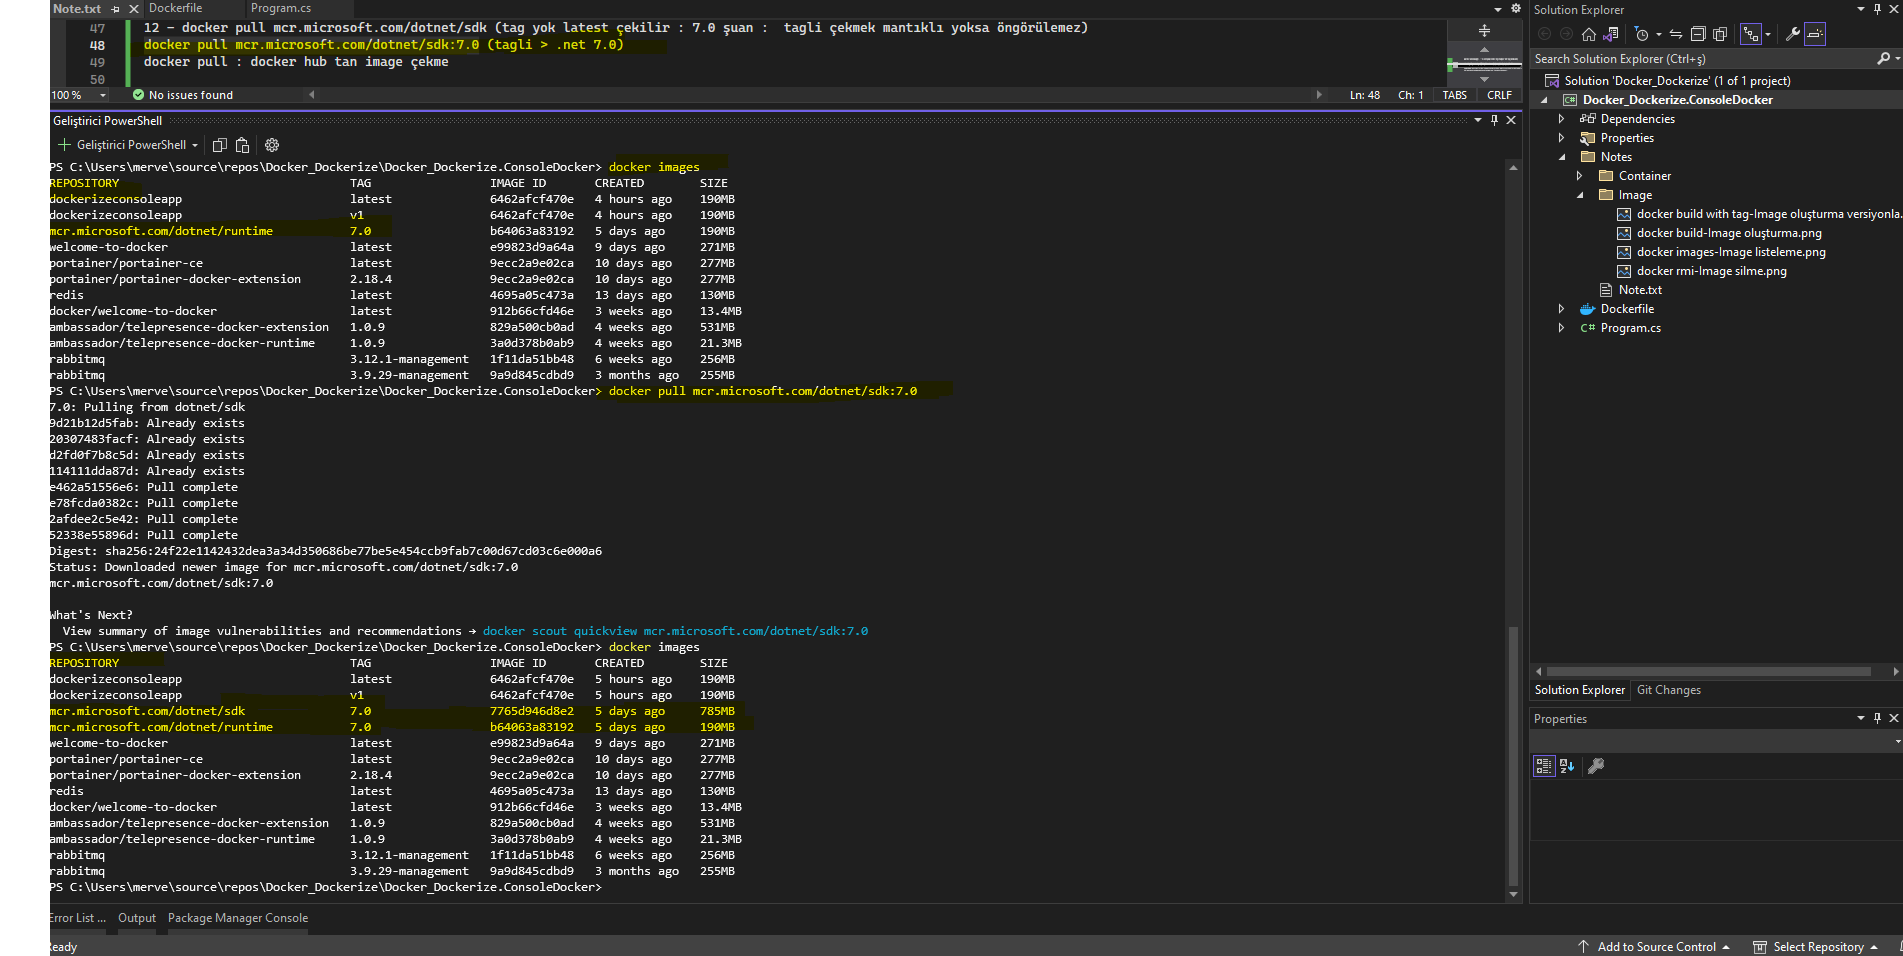 Note.txt
Dockerfile
Program.cs
47 12 - docker pull mcr.microsoft.com/dotnet/sdk (tag yok latest çekilir : 7.0 şuan : tagli çekmek mantıklı yoksa öngörülemez)
48 docker pull mcr.microsoft.com/dotnet/sdk:7.0 (tagli > .net 7.0)
49 docker pull : docker hub tan image çekme
50
100 % No issues found Ln: 48 Ch: 1 TABS CRLF
Geliştirici PowerShell
Geliştirici PowerShell
PS C:\Users\merve\source\repos\Docker_Dockerize\Docker_Dockerize.ConsoleDocker> docker images
REPOSITORY TAG IMAGE ID CREATED SIZE
dockerizeconsoleapp latest 6462afcf470e 4 hours ago 190MB
dockerizeconsoleapp v1 6462afcf470e 4 hours ago 190MB
mcr.microsoft.com/dotnet/runtime 7.0 b64063a83192 5 days ago 190MB
welcome-to-docker latest e99823d9a64a 9 days ago 271MB
portainer/portainer-ce latest 9ecc2a9e02ca 10 days ago 277MB
portainer/portainer-docker-extension 2.18.4 9ecc2a9e02ca 10 days ago 277MB
redis latest 4695a05c473a 13 days ago 130MB
docker/welcome-to-docker latest 912b66cfd46e 3 weeks ago 13.4MB
ambassador/telepresence-docker-extension 1.0.9 829a500cb0ad 4 weeks ago 531MB
ambassador/telepresence-docker-runtime 1.0.9 3a0d378b0ab9 4 weeks ago 21.3MB
rabbitmq 3.12.1-management 1f11da51bb48 6 weeks ago 256MB
rabbitmq 3.9.29-management 9a9d845cdbd9 3 months ago 255MB
PS C:\Users\merve\source\repos\Docker_Dockerize\Docker_Dockerize.ConsoleDocker> docker pull mcr.microsoft.com/dotnet/sdk:7.0
7.0: Pulling from dotnet/sdk
9d21b12d5fab: Already exists
20307483facf: Already exists
d2fd0f7b8c5d: Already exists
114111dda87d: Already exists
e462a51556e6: Pull complete
e78fcda0382c: Pull complete
2afdee2c5e42: Pull complete
52338e55896d: Pull complete
Digest: sha256:24f22e1142432dea3a34d350686be77be5e454ccb9fab7c00d67cd03c6e000a6
Status: Downloaded newer image for mcr.microsoft.com/dotnet/sdk:7.0
mcr.microsoft.com/dotnet/sdk:7.0
What's Next?
View summary of image vulnerabilities and recommendations → docker scout quickview mcr.microsoft.com/dotnet/sdk:7.0
PS C:\Users\merve\source\repos\Docker_Dockerize\Docker_Dockerize.ConsoleDocker> docker images
REPOSITORY TAG IMAGE ID CREATED SIZE
dockerizeconsoleapp latest 6462afcf470e 5 hours ago 190MB
dockerizeconsoleapp v1 6462afcf470e 5 hours ago 190MB
mcr.microsoft.com/dotnet/sdk 7.0 7765d946d8e2 5 days ago 785MB
mcr.microsoft.com/dotnet/runtime 7.0 b64063a83192 5 days ago 190MB
welcome-to-docker latest e99823d9a64a 9 days ago 271MB
portainer/portainer-ce latest 9ecc2a9e02ca 10 days ago 277MB
portainer/portainer-docker-extension 2.18.4 9ecc2a9e02ca 10 days ago 277MB
redis latest 4695a05c473a 13 days ago 130MB
docker/welcome-to-docker latest 912b66cfd46e 3 weeks ago 13.4MB
ambassador/telepresence-docker-extension 1.0.9 829a500cb0ad 4 weeks ago 531MB
ambassador/telepresence-docker-runtime 1.0.9 3a0d378b0ab9 4 weeks ago 21.3MB
rabbitmq 3.12.1-management 1f11da51bb48 6 weeks ago 256MB
rabbitmq 3.9.29-management 9a9d845cdbd9 3 months ago 255MB
PS C:\Users\merve\source\repos\Docker_Dockerize\Docker_Dockerize.ConsoleDocker>
Error List ... Output Package Manager Console
Ready
Solution Explorer
Search Solution Explorer (Ctrl+ş)
Solution 'Docker_Dockerize' (1 of 1 project)
C# Docker_Dockerize.ConsoleDocker
Dependencies
Properties
Notes
Container
Image
docker build with tag-Image oluşturma versiyonla.
docker build-Image oluşturma.png
docker images-Image listeleme.png
docker rmi-Image silme.png
Note.txt
Dockerfile
C# Program.cs
Solution Explorer Git Changes
Properties
Add to Source Control Select Repository